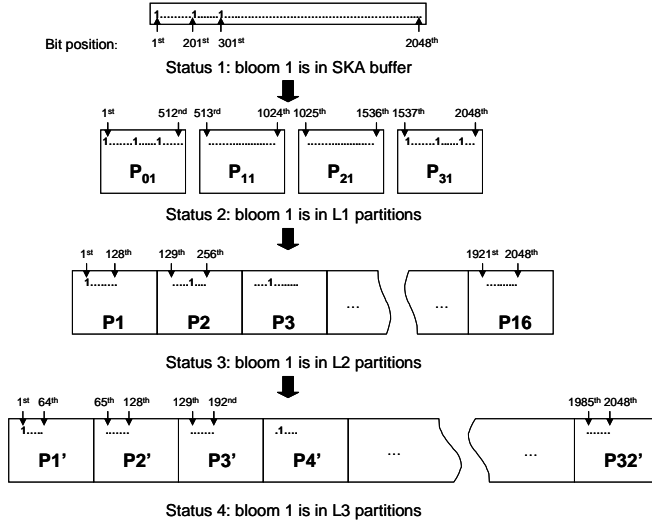 1.............1.......1...............................................................
Bit position: 1st 201st 301st 2048th
Status 1: bloom 1 is in SKA buffer
1st 512nd 513rd 1024th 1025th 1536th 1537th 2048th
1.......1......1..... ......................... ....................... 1.....1......1...
P01 P11 P21 P31
Status 2: bloom 1 is in L1 partitions
1st 128th 129th 256th 1921st 2048th
1......... .....1.... ....1......... ..........
P1 P2 P3 ... ... P16
Status 3: bloom 1 is in L2 partitions
1st 64th 65th 128th 129th 192nd 1985th 2048th
1..... ....... ....... .1.... .......
P1' P2' P3' P4' ... ... P32'
Status 4: bloom 1 is in L3 partitions